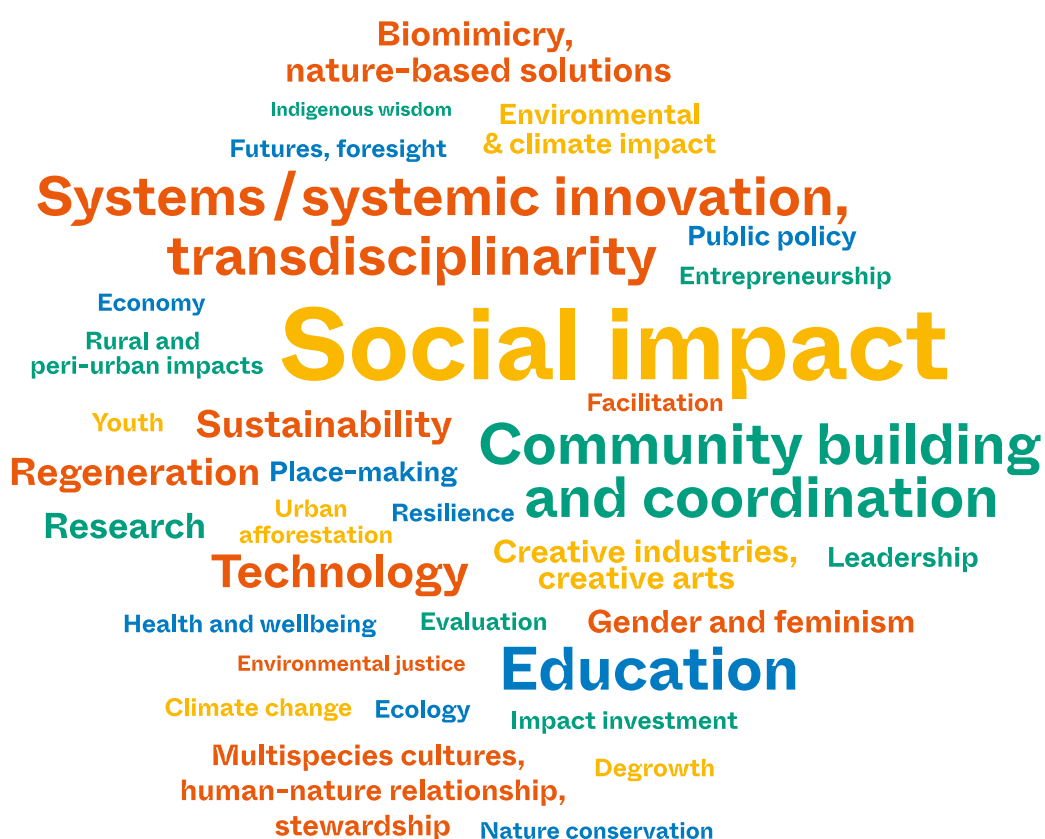 Biomimicry,
nature-based solutions
Indigenous wisdom
Environmental
& climate impact
Futures, foresight
Systems/systemic innovation,
transdisciplinarity
Public policy
Entrepreneurship
Economy
Rural and
peri-urban impacts
Social impact
Facilitation
Youth
Sustainability
Community building
and coordination
Regeneration
Place-making
Research
Urban
afforestation
Resilience
Technology
Creative industries,
creative arts
Leadership
Health and wellbeing
Evaluation
Gender and feminism
Environmental justice
Education
Climate change
Ecology
Impact investment
Multispecies cultures,
human-nature relationship,
stewardship
Degrowth
Nature conservation